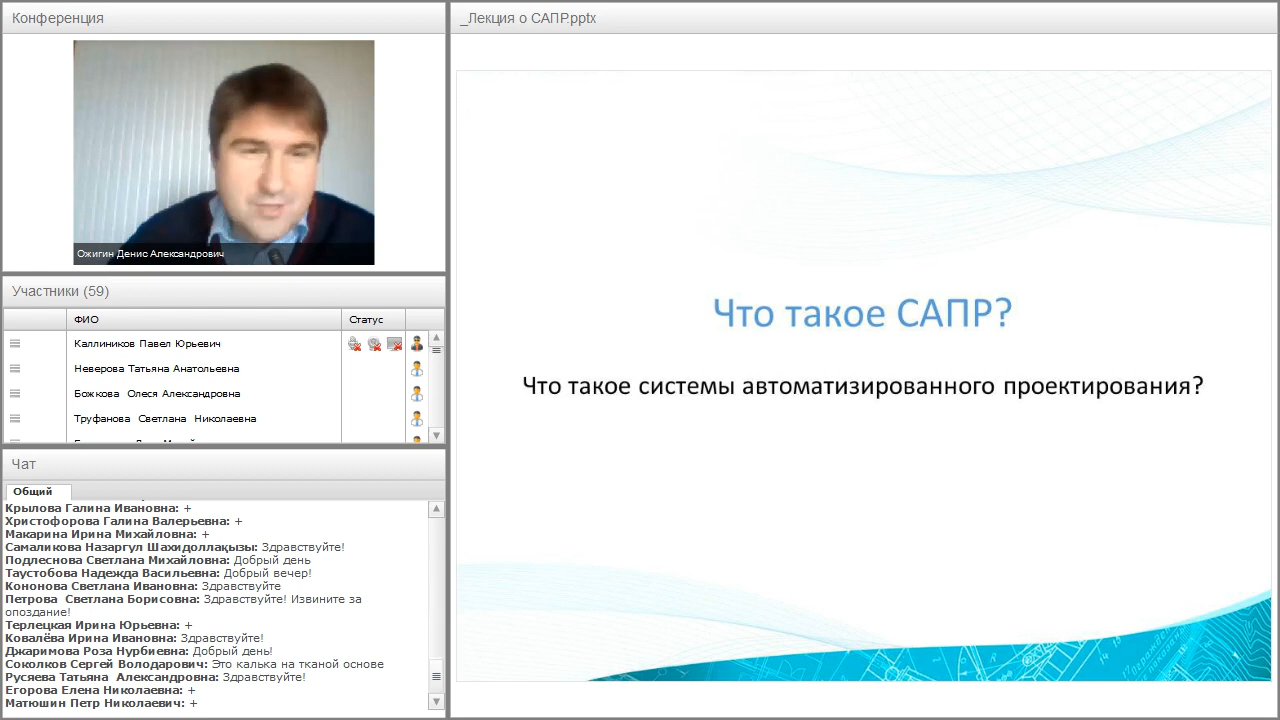 Конференция
Ожигин Денис Александрович
Участники (59)
ФИО
Статус
Каллиников Павел Юрьевич
Неверова Татьяна Анатольевна
Божкова Олеся Александровна
Труфанова Светлана Николаевна
Чат
Общий
Крылова Галина Ивановна: +
Христофорова Галина Валерьевна: +
Макарина Ирина Михайловна: +
Самаликова Назаргул Шахидоллақызы: Здравствуйте!
Подлеснова Светлана Михайловна: Добрый день
Таустобова Надежда Васильевна: Добрый вечер!
Кононова Светлана Ивановна: Здравствуйте
Петрова Светлана Борисовна: Здравствуйте! Извините за
опоздание!
Терлецкая Ирина Юрьевна: +
Ковалёва Ирина Ивановна: Здравствуйте!
Джаримова Роза Нурбиевна: Добрый день!
Соколков Сергей Володарович: Это калька на тканой основе
Русяева Татьяна Александровна: Здравствуйте!
Егорова Елена Николаевна: +
Матюшин Петр Николаевич: +
_Лекция о САПР.pptx
Что такое САПР?
Что такое системы автоматизированного проектирования?